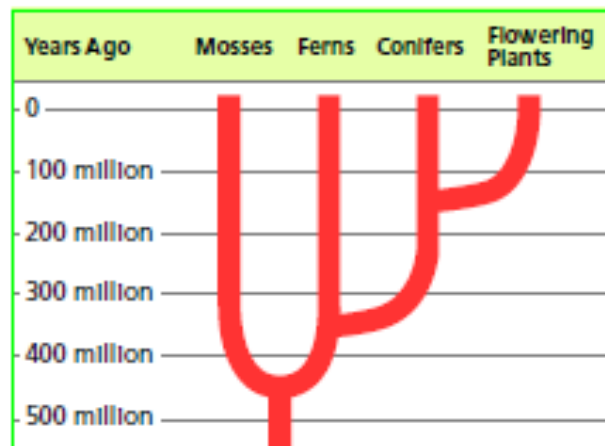 Years Ago Mosses Ferns Conifers Flowering
Plants
0
100 million
200 million
300 million
400 million
500 million